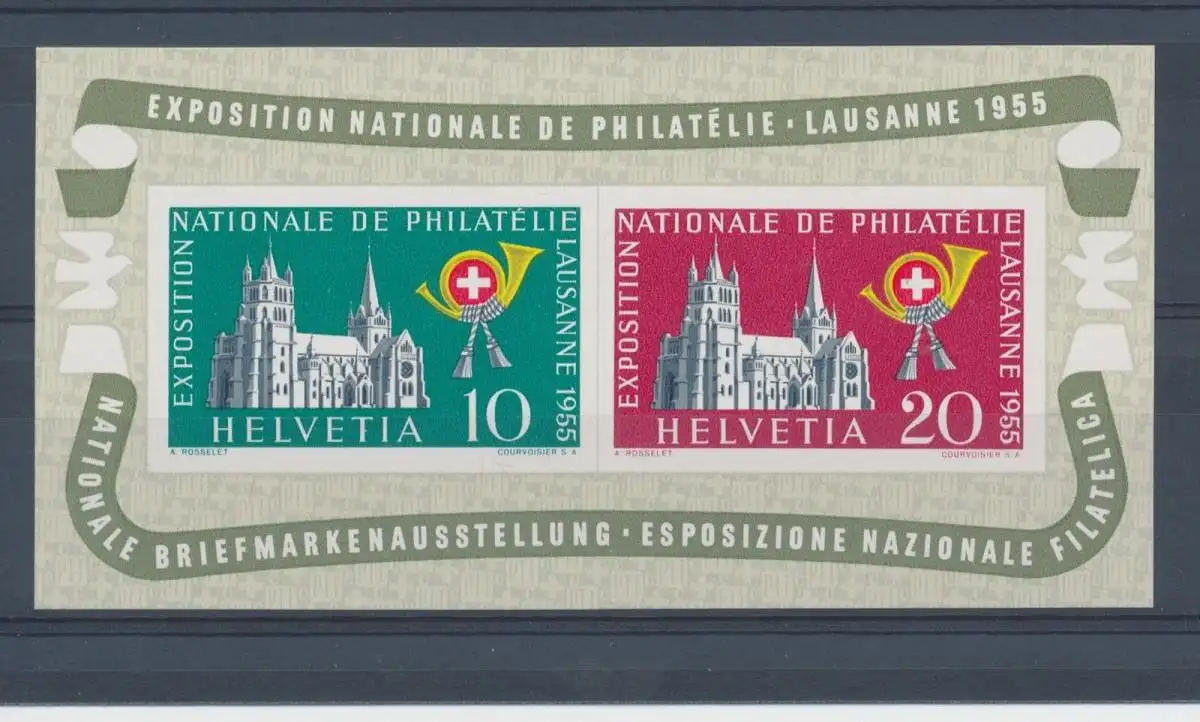 EXPOSITION NATIONALE DE PHILATÉLIE · LAUSANNE 1955
NATIONALE DE PHILATÉLIE
EXPOSITION
LAUSANNE 1955
10
HELVETIA
A. ROSSELET
COURVOISIER S A
NATIONALE DE PHILATÉLIE
EXPOSITION
LAUSANNE 1955
20
HELVETIA
A. ROSSELET
COURVOISIER S A
NATIONALE BRIEFMARKENAUSSTELLUNG · ESPOSIZIONE NAZIONALE FILATELICA